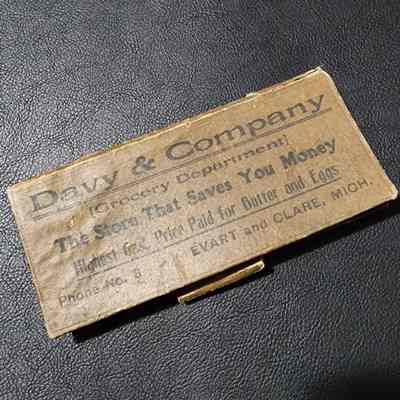 Davy & Company
[Grocery Department]
The Store That Saves You Money
Highest Price Paid for Butter and Eggs
Phone No. 8 EVART and CLARE, MICH.